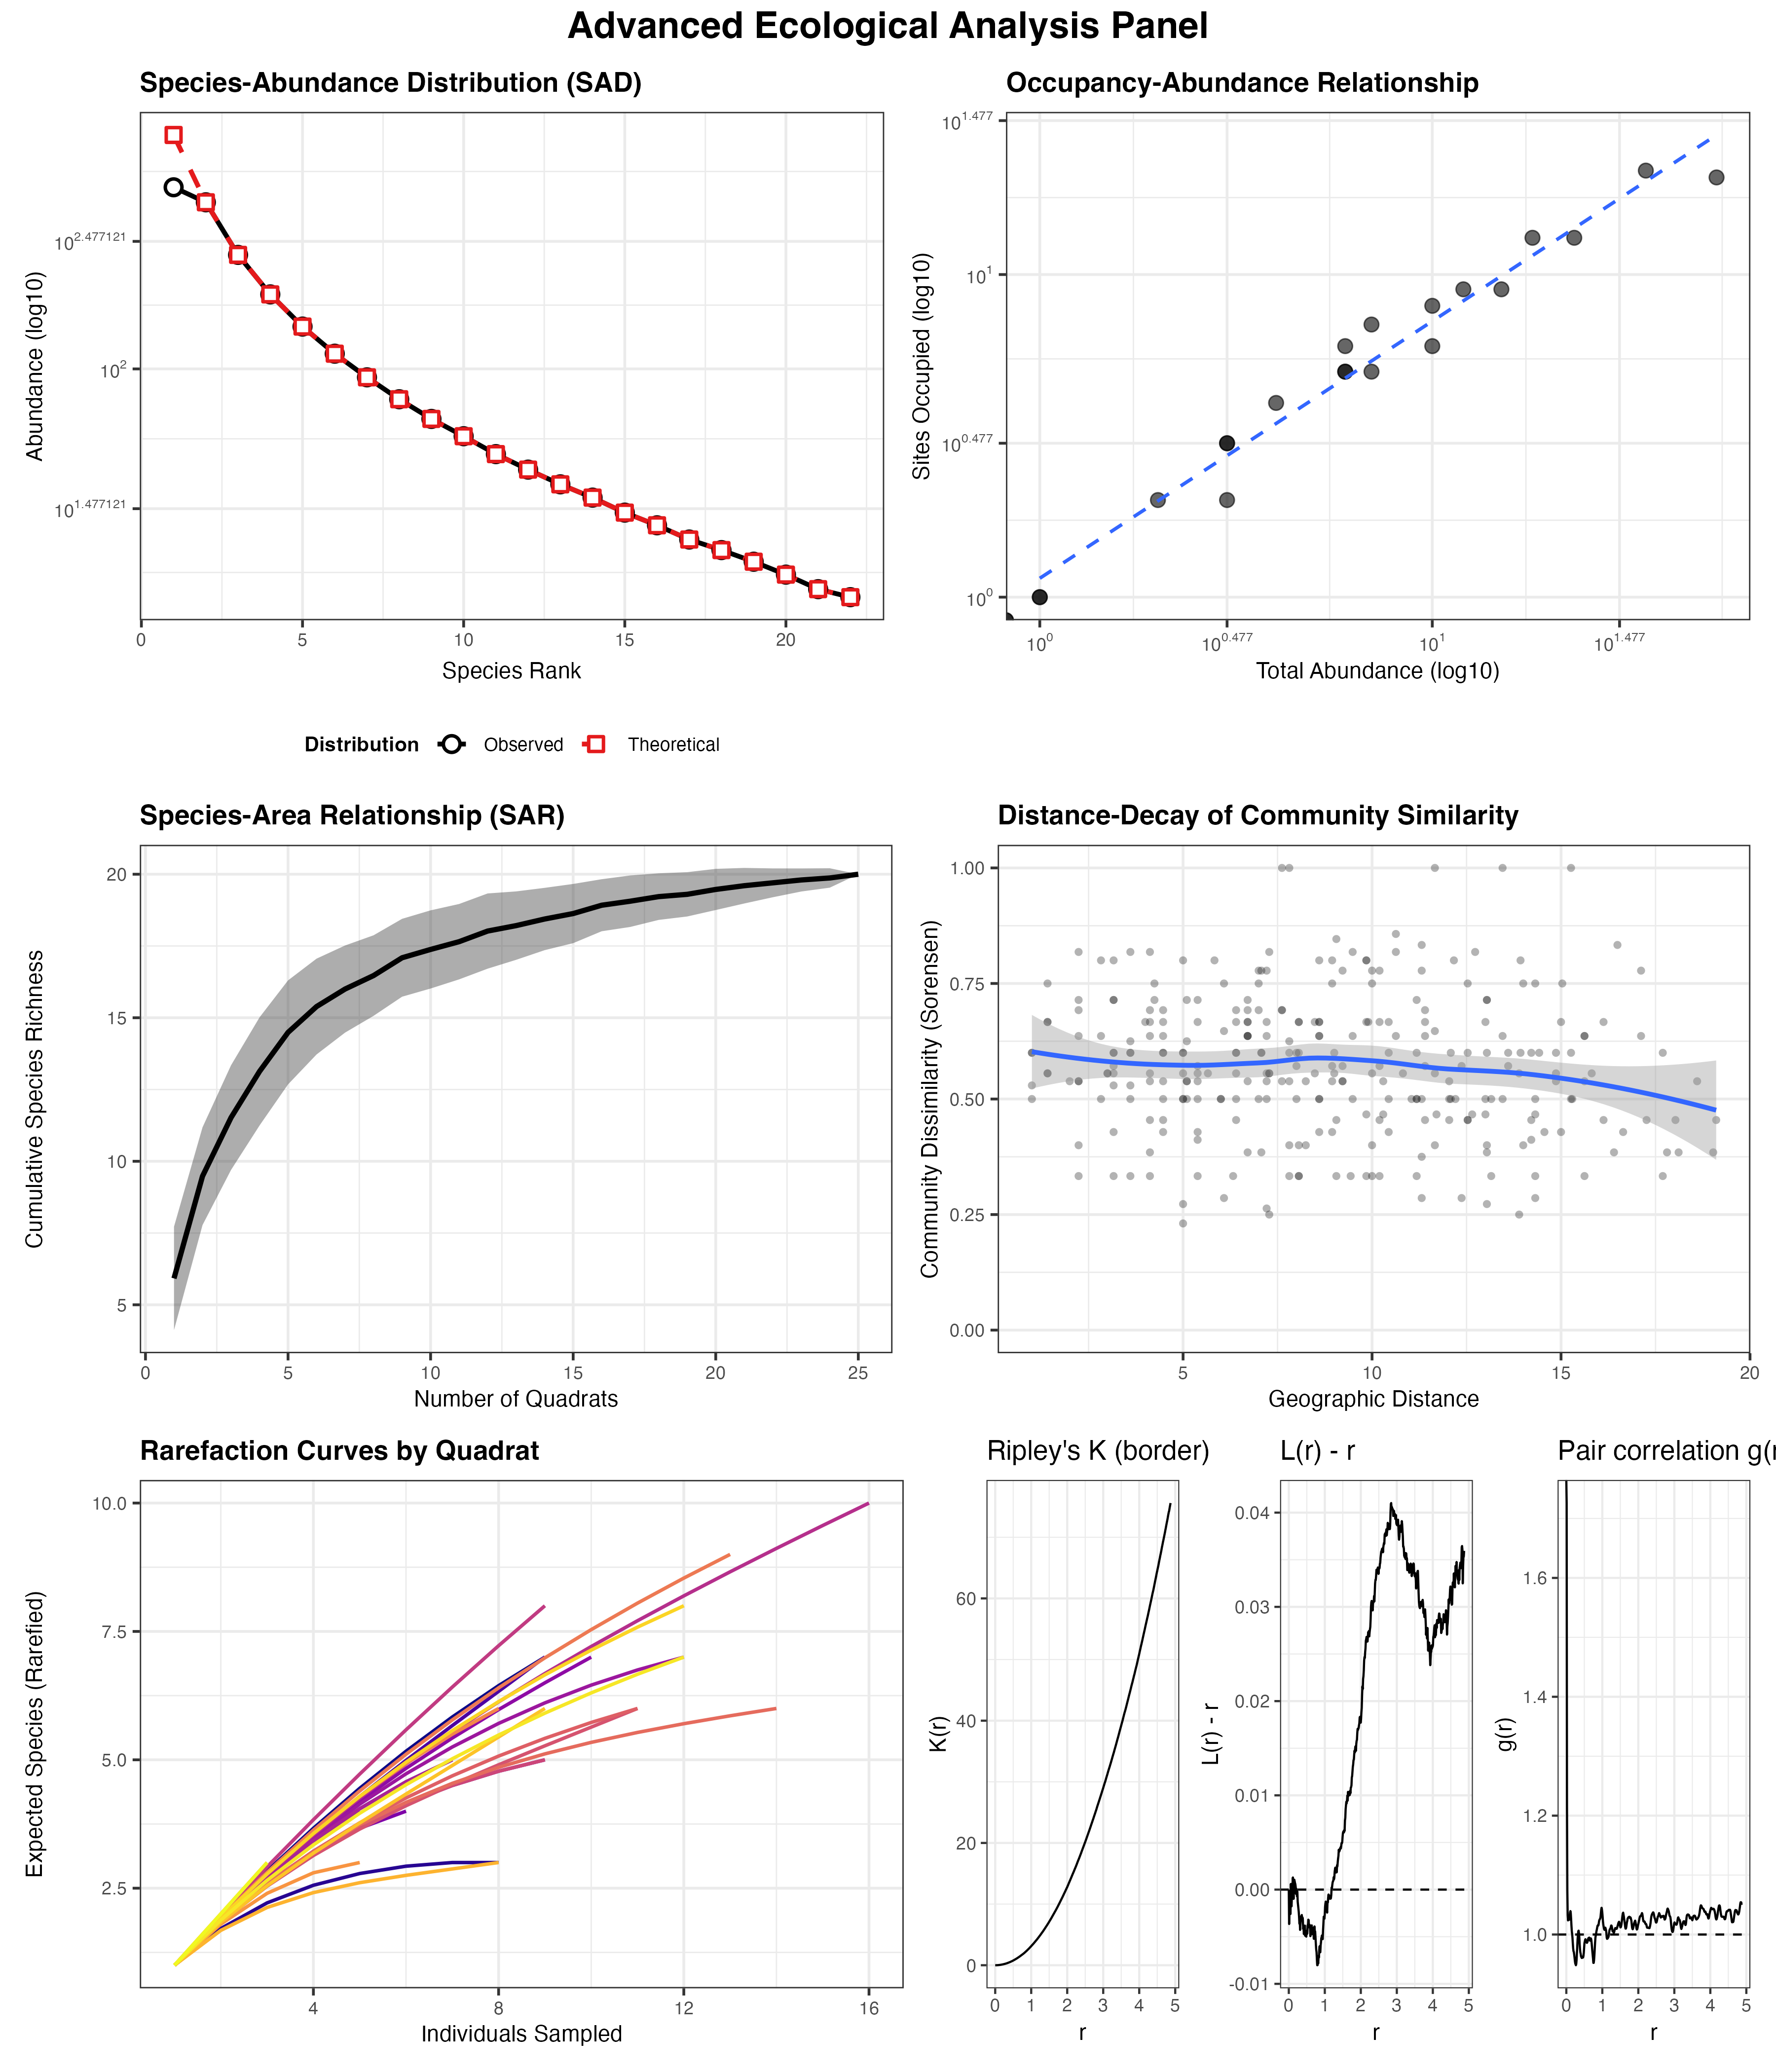 Advanced Ecological Analysis Panel
Species-Abundance Distribution (SAD)
Abundance (log10)
10^2.477121
10^2
10^1.477121
0 5 10 15 20
Species Rank
Distribution Observed Theoretical
Occupancy-Abundance Relationship
Sites Occupied (log10)
10^1.477
10^1
10^0.477
10^0
10^0 10^0.477 10^1 10^1.477
Total Abundance (log10)
Species-Area Relationship (SAR)
Cumulative Species Richness
20
15
10
5
0 5 10 15 20 25
Number of Quadrats
Distance-Decay of Community Similarity
Community Dissimilarity (Sorensen)
1.00
0.75
0.50
0.25
0.00
5 10 15 20
Geographic Distance
Rarefaction Curves by Quadrat
Expected Species (Rarefied)
10.0
7.5
5.0
2.5
4 8 12 16
Individuals Sampled
Ripley's K (border)
K(r)
60
40
20
0
0 1 2 3 4 5
r
L(r) - r
L(r) - r
0.04
0.03
0.02
0.01
0.00
-0.01
0 1 2 3 4 5
r
Pair correlation g(r
g(r)
1.6
1.4
1.2
1.0
0 1 2 3 4 5
r